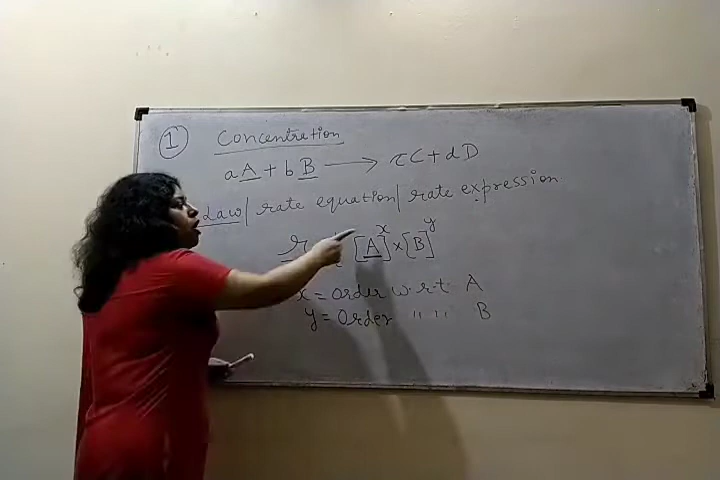 1 Concentration
aA + bB → cC + dD
Law / rate equation / rate expression
r [A]^x × [B]^y
x = order w.r.t A
y = Order " " B